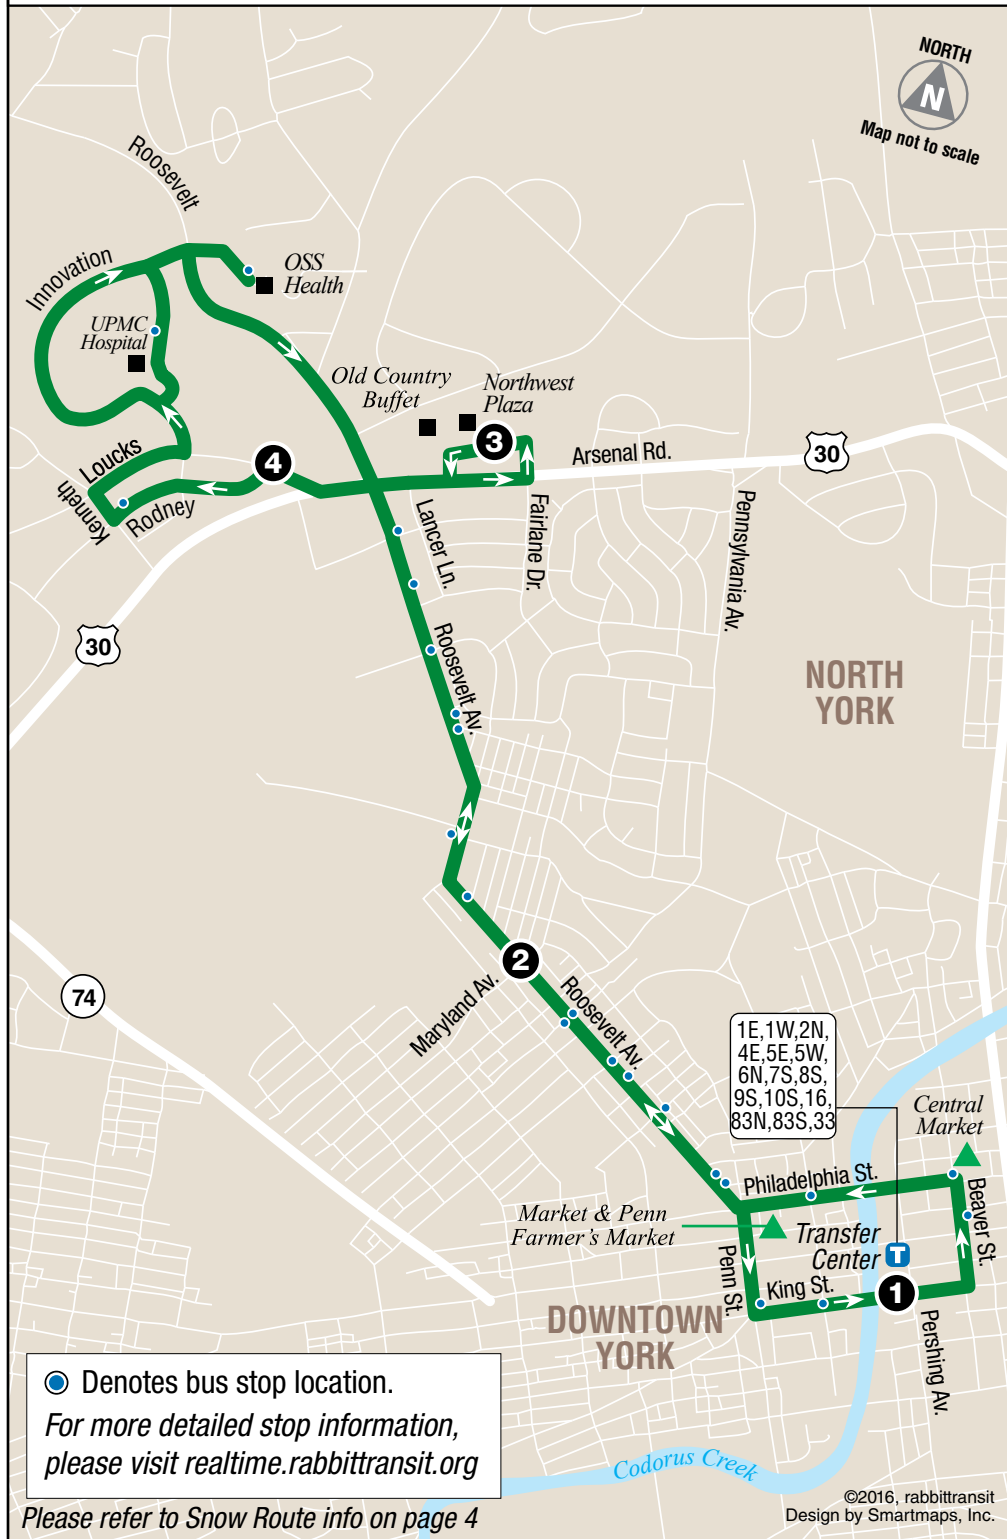 NORTH
N
Map not to scale
Roosevelt
Innovation
OSS
Health
UPMC
Hospital
Old Country
Buffet
Northwest
Plaza
3
Arsenal Rd.
30
4
Loucks
Kenneth
Rodney
Lancer Ln.
Fairlane Dr.
Pennsylvania Av.
30
Roosevelt Av.
NORTH
YORK
74
2
Maryland Av.
Roosevelt Av.
1E,1W,2N,
4E,5E,5W,
6N,7S,8S,
9S,10S,16,
83N,83S,33
Central
Market
Philadelphia St.
Beaver St.
Market & Penn
Farmer's Market
Transfer
Center
T
Penn St.
King St.
1
Pershing Av.
DOWNTOWN
YORK
Denotes bus stop location.
For more detailed stop information,
please visit realtime.rabbittransit.org
Codorus Creek
Please refer to Snow Route info on page 4
©2016, rabbittransit
Design by Smartmaps, Inc.